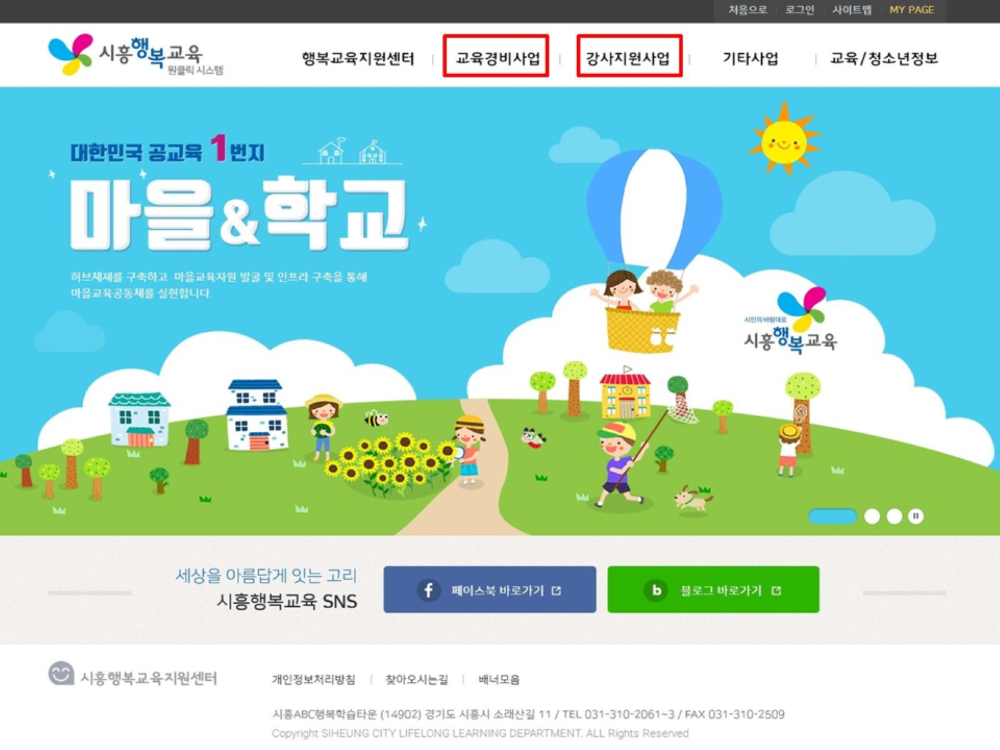 처음으로 로그인 사이트맵 MY PAGE
시흥행복교육
원클릭 시스템
행복교육지원센터 교육경비사업 강사지원사업 기타사업 교육/청소년정보
대한민국 공교육 1번지
마을&학교
허브체제를 구축하고 마을교육자원 발굴 및 인프라 구축을 통해
마을교육공동체를 실현합니다.
시민의 바람대로
시흥행복교육
세상을 아름답게 잇는 고리
시흥행복교육 SNS
f 페이스북 바로가기
b 블로그 바로가기
시흥행복교육지원센터
개인정보처리방침 찾아오시는길 배너모음
시흥ABC행복학습타운 (14902) 경기도 시흥시 소래산길 11 / TEL 031-310-2061~3 / FAX 031-310-2509
Copyright SIHEUNG CITY LIFELONG LEARNING DEPARTMENT. ALL Rights Reserved